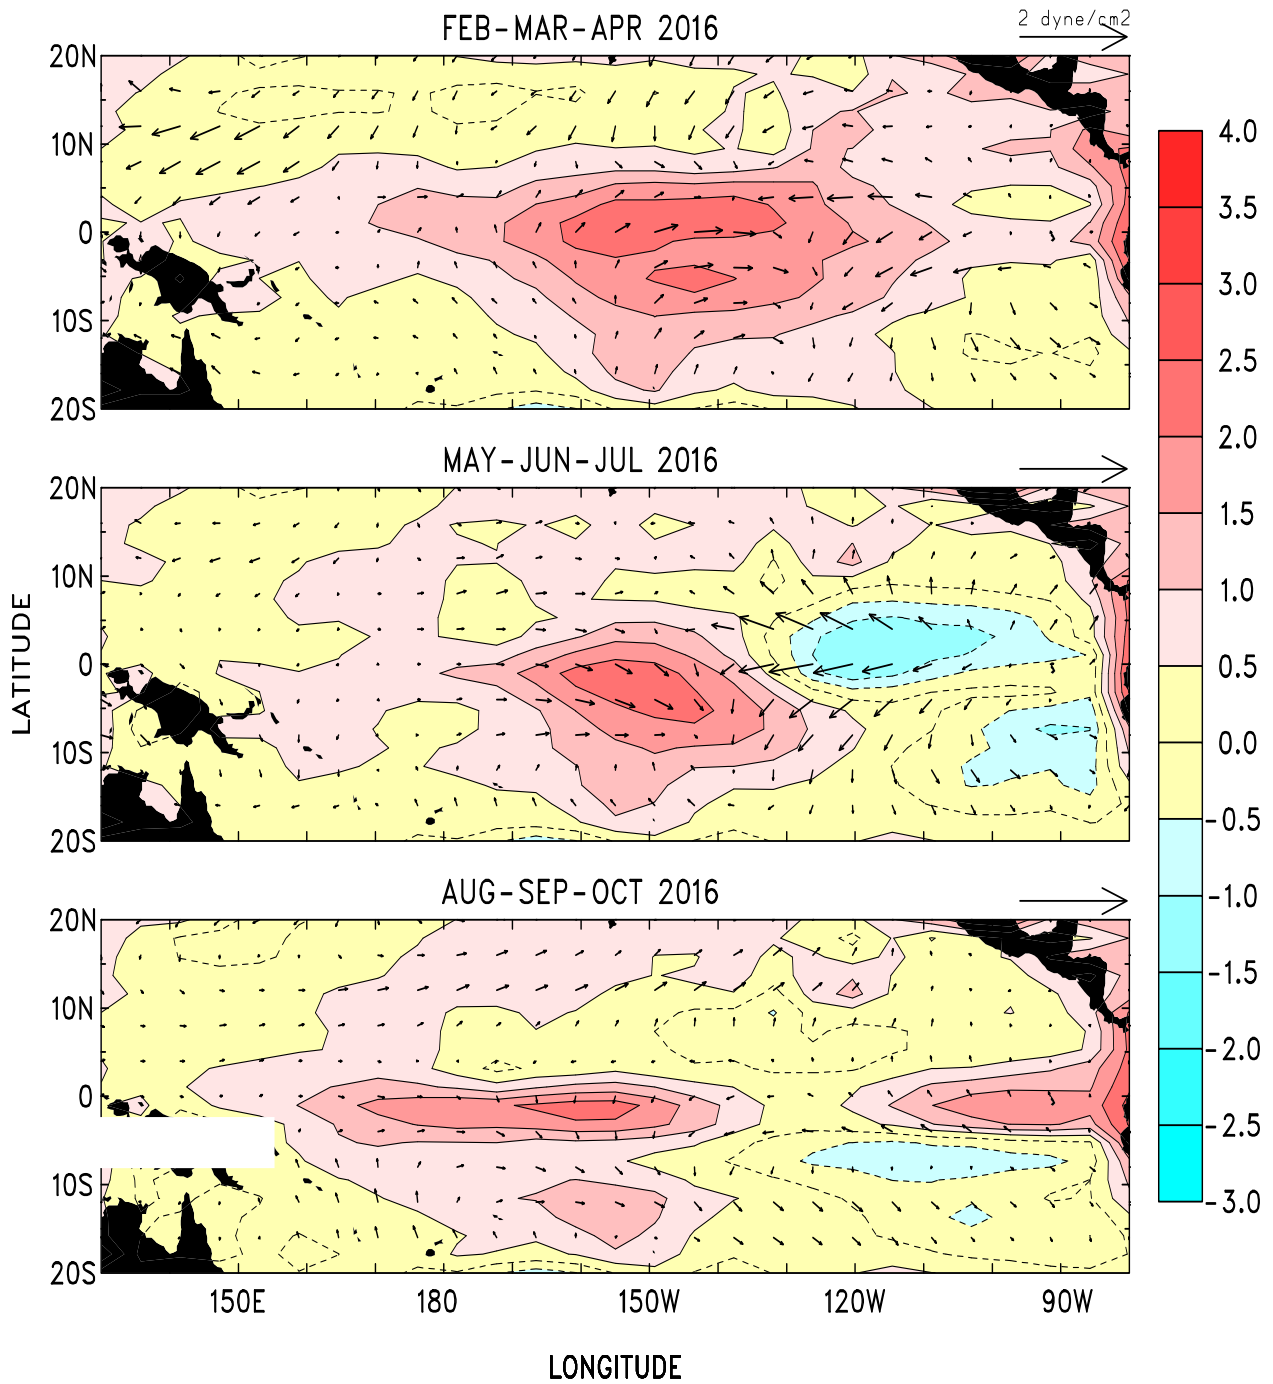 FEB-MAR-APR 2016
2 dyne/cm2
20N
10N
0
10S
20S
MAY-JUN-JUL 2016
20N
10N
0
10S
20S
LATITUDE
AUG-SEP-OCT 2016
20N
10N
0
10S
20S
150E
180
150W
120W
90W
LONGITUDE
4.0
3.5
3.0
2.5
2.0
1.5
1.0
0.5
0.0
-0.5
-1.0
-1.5
-2.0
-2.5
-3.0